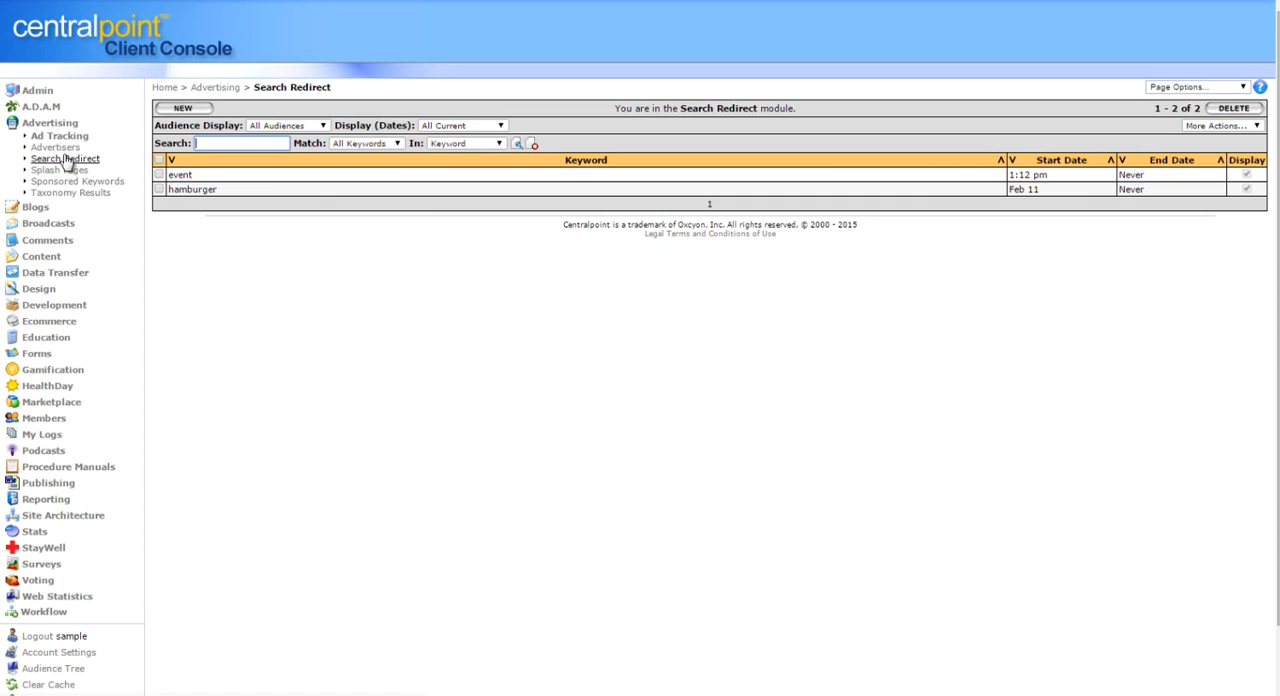 centralpoint™
Client Console
Admin
A.D.A.M
Advertising
Ad Tracking
Advertisers
Search Redirect
Splash Pages
Sponsored Keywords
Taxonomy Results
Blogs
Broadcasts
Comments
Content
Data Transfer
Design
Development
Ecommerce
Education
Forms
Gamification
HealthDay
Marketplace
Members
My Logs
Podcasts
Procedure Manuals
Publishing
Reporting
Site Architecture
Stats
StayWell
Surveys
Voting
Web Statistics
Workflow
Logout sample
Account Settings
Audience Tree
Clear Cache
Home > Advertising > Search Redirect
Page Options... ▼ ?
NEW You are in the Search Redirect module. 1 - 2 of 2 DELETE
Audience Display: All Audiences ▼ Display (Dates): All Current ▼ More Actions... ▼
Search: Match: All Keywords ▼ In: Keyword ▼
V Keyword Λ V Start Date Λ V End Date Λ Display
event 1:12 pm Never
hamburger Feb 11 Never
1
Centralpoint is a trademark of Oxcyon, Inc. All rights reserved, © 2000 - 2015
Legal Terms and Conditions of Use